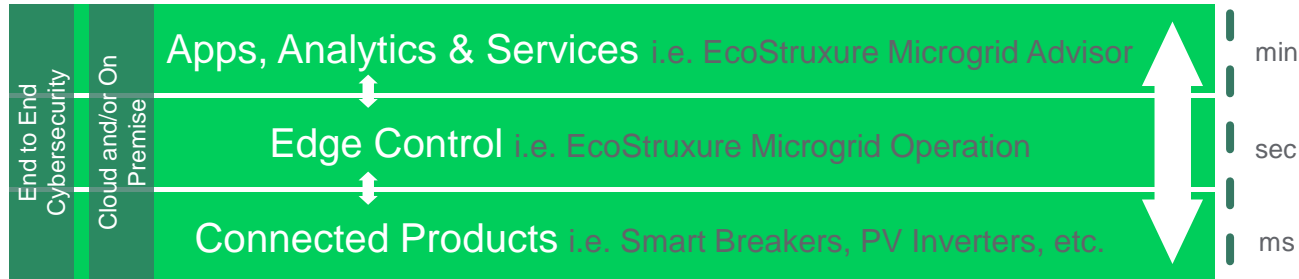 End to End
Cybersecurity
Cloud and/or On
Premise
Apps, Analytics & Services i.e. EcoStruxure Microgrid Advisor
min
Edge Control i.e. EcoStruxure Microgrid Operation
sec
Connected Products i.e. Smart Breakers, PV Inverters, etc.
ms